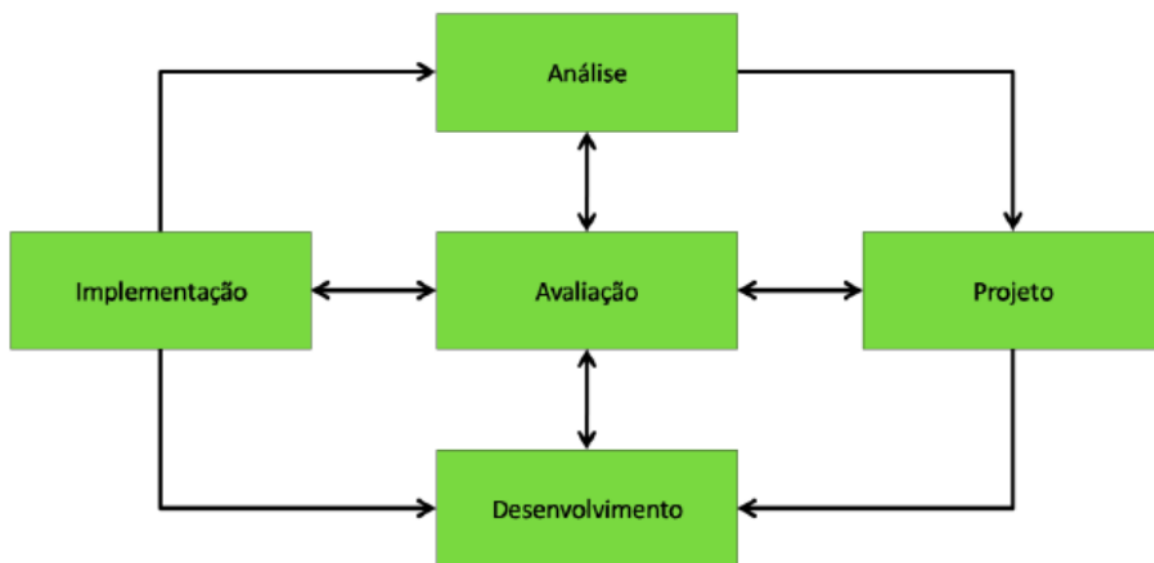 Análise
Implementação
Avaliação
Projeto
Desenvolvimento